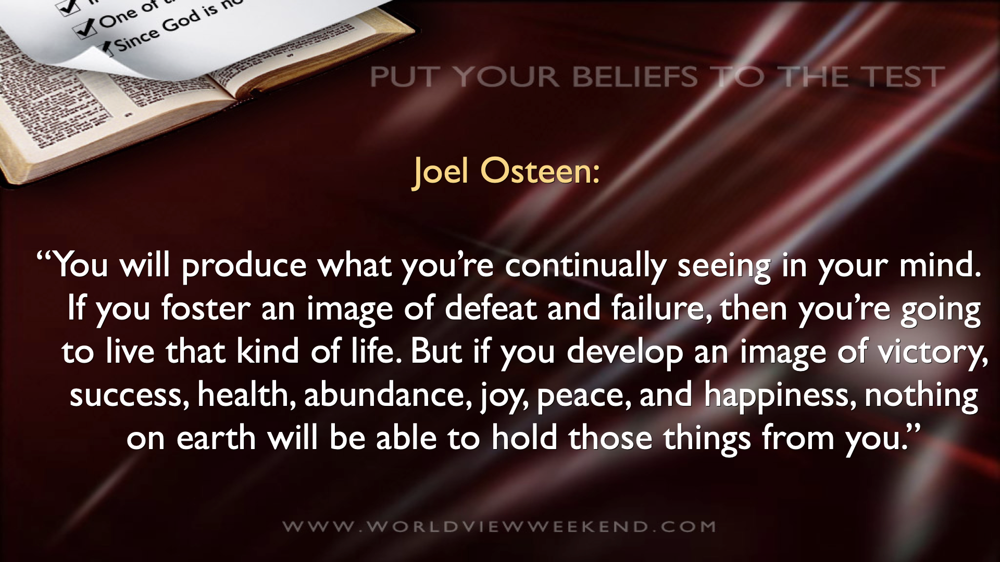 One of
Since God is no
PUT YOUR BELIEFS TO THE TEST
Joel Osteen:
“You will produce what you’re continually seeing in your mind.
If you foster an image of defeat and failure, then you’re going
to live that kind of life. But if you develop an image of victory,
success, health, abundance, joy, peace, and happiness, nothing
on earth will be able to hold those things from you.”
WWW.WORLDVIEWWEEKEND.COM